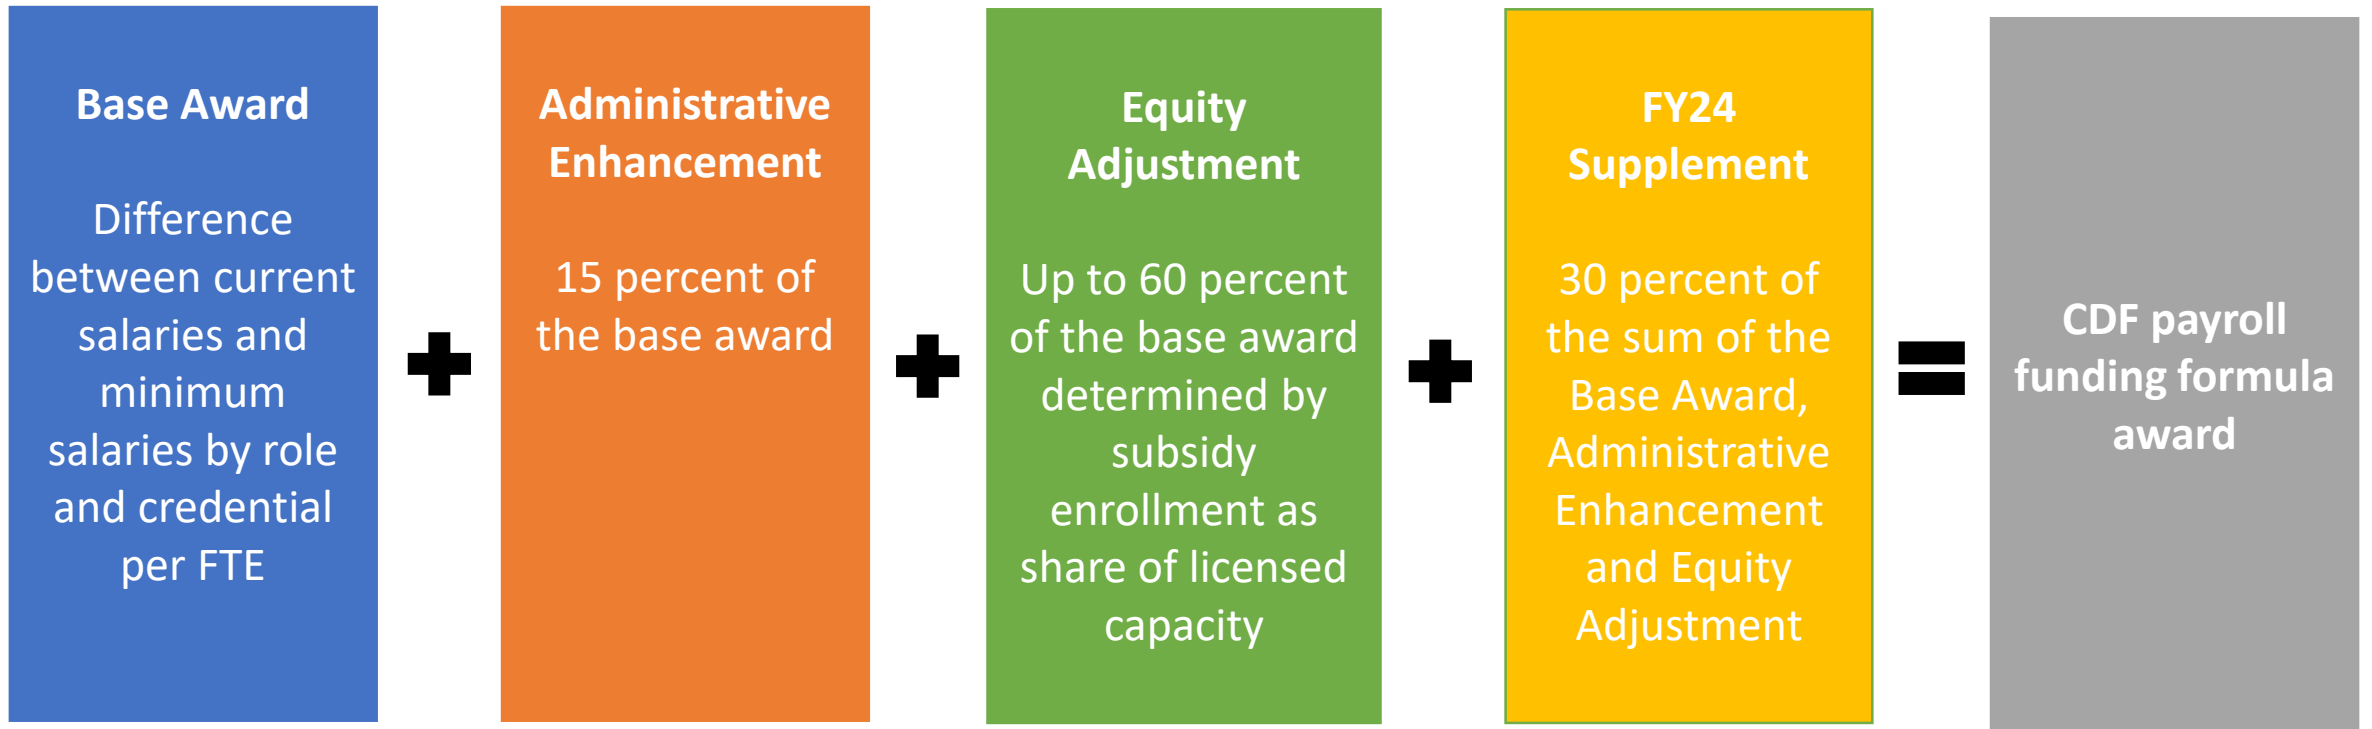 Base Award
Difference
between current
salaries and
minimum
salaries by role
and credential
per FTE
Administrative
Enhancement
15 percent of
the base award
Equity
Adjustment
Up to 60 percent
of the base award
determined by
subsidy
enrollment as
share of licensed
capacity
FY24
Supplement
30 percent of
the sum of the
Base Award,
Administrative
Enhancement
and Equity
Adjustment
CDF payroll
funding formula
award